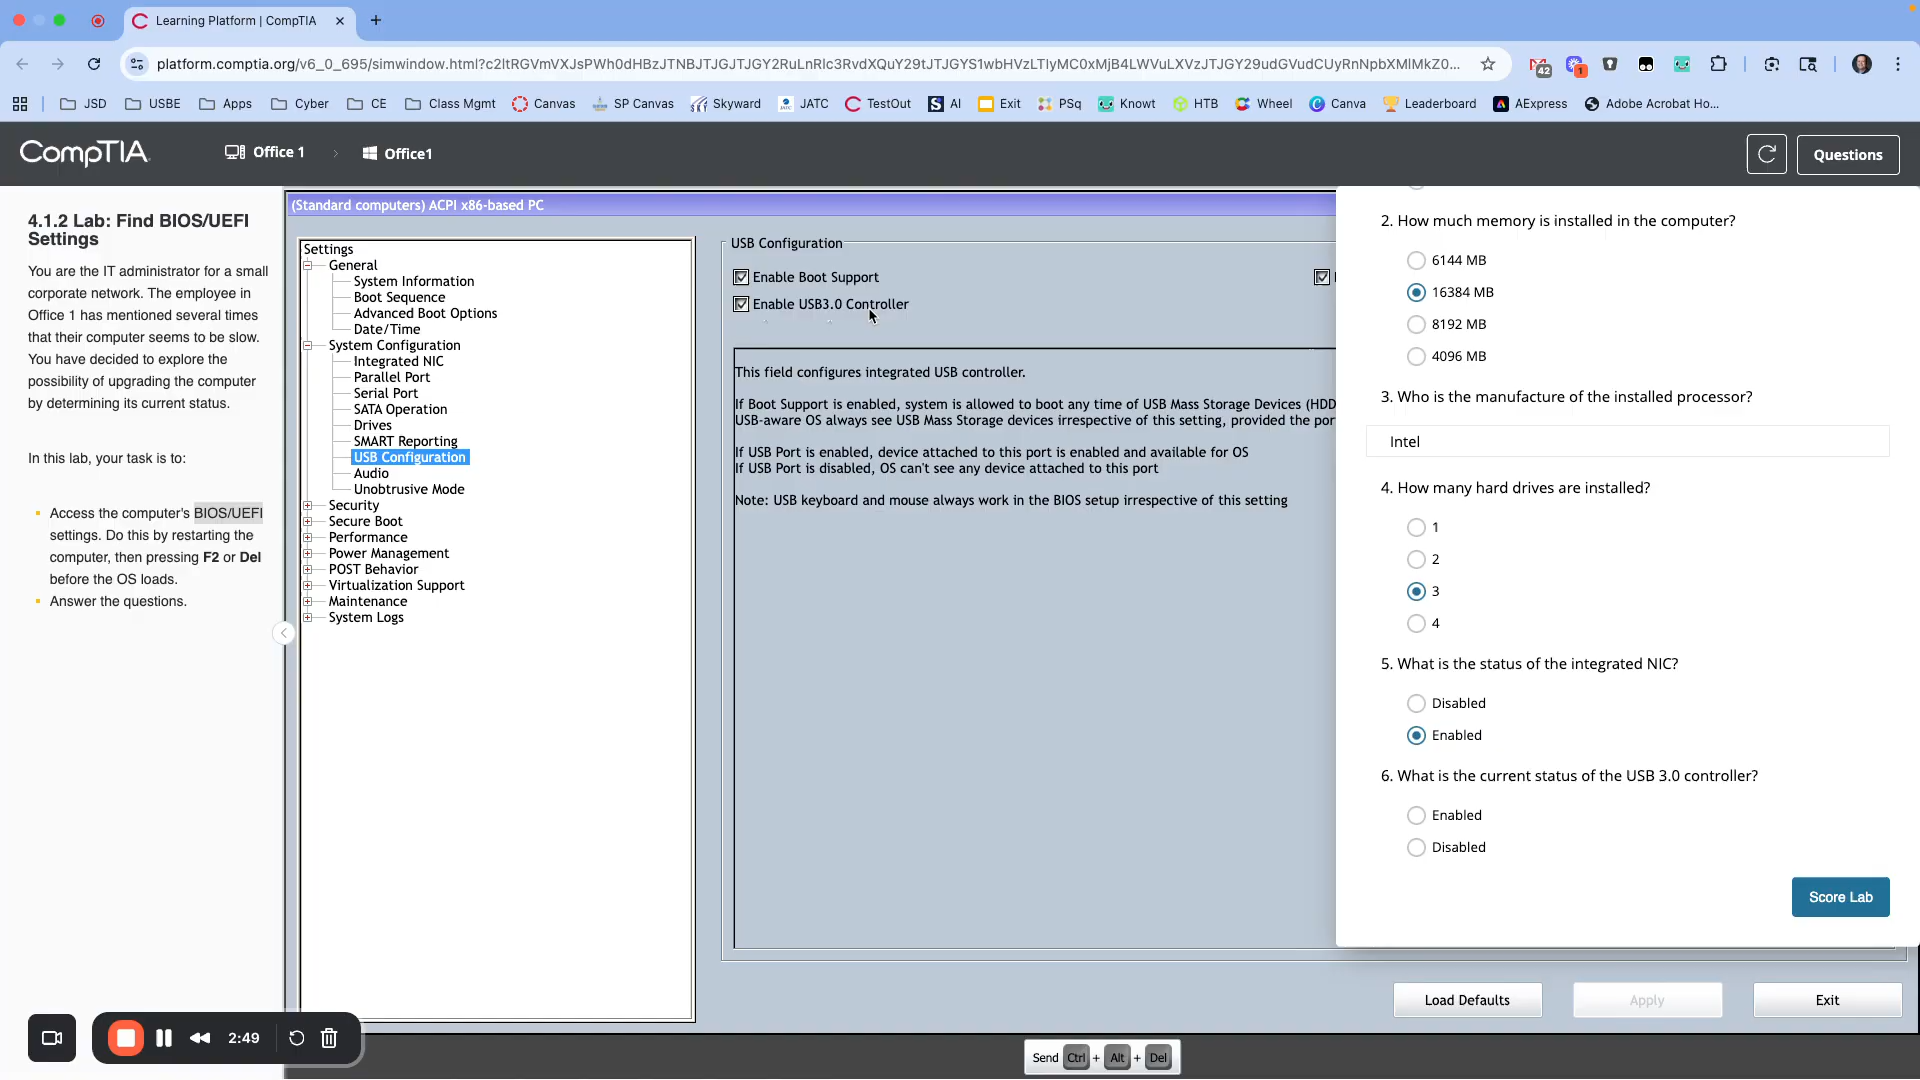 Learning Platform | CompTIA
platform.comptia.org/v6_0_695/simwindow.html?c2ltRGVmVXJsPWh0dHBzJTNBJTJGJTJGY2RuLnRlc3RvdXQuY29tJTJGYS1wbHVzLTIyMC0xMjB4LWVuLXVzJTJGY29udGVudCUyRnNpbXMlMkZ0...
42
1
JSD
USBE
Apps
Cyber
CE
Class Mgmt
Canvas
SP Canvas
Skyward
JATC
TestOut
AI
Exit
PSq
Knowt
HTB
Wheel
Canva
Leaderboard
AExpress
Adobe Acrobat Ho...
CompTIA.
Office 1
Office1
Questions
4.1.2 Lab: Find BIOS/UEFI
Settings
You are the IT administrator for a small
corporate network. The employee in
Office 1 has mentioned several times
that their computer seems to be slow.
You have decided to explore the
possibility of upgrading the computer
by determining its current status.
In this lab, your task is to:
Access the computer's BIOS/UEFI
settings. Do this by restarting the
computer, then pressing F2 or Del
before the OS loads.
Answer the questions.
(Standard computers) ACPI x86-based PC
Settings
General
System Information
Boot Sequence
Advanced Boot Options
Date/Time
System Configuration
Integrated NIC
Parallel Port
Serial Port
SATA Operation
Drives
SMART Reporting
USB Configuration
Audio
Unobtrusive Mode
Security
Secure Boot
Performance
Power Management
POST Behavior
Virtualization Support
Maintenance
System Logs
USB Configuration
Enable Boot Support
Enable USB3.0 Controller
This field configures integrated USB controller.
If Boot Support is enabled, system is allowed to boot any time of USB Mass Storage Devices (HDD
USB-aware OS always see USB Mass Storage devices irrespective of this setting, provided the por
If USB Port is enabled, device attached to this port is enabled and available for OS
If USB Port is disabled, OS can't see any device attached to this port
Note: USB keyboard and mouse always work in the BIOS setup irrespective of this setting
2. How much memory is installed in the computer?
6144 MB
16384 MB
8192 MB
4096 MB
3. Who is the manufacture of the installed processor?
Intel
4. How many hard drives are installed?
1
2
3
4
5. What is the status of the integrated NIC?
Disabled
Enabled
6. What is the current status of the USB 3.0 controller?
Enabled
Disabled
Score Lab
Load Defaults
Apply
Exit
2:49
Send Ctrl + Alt + Del